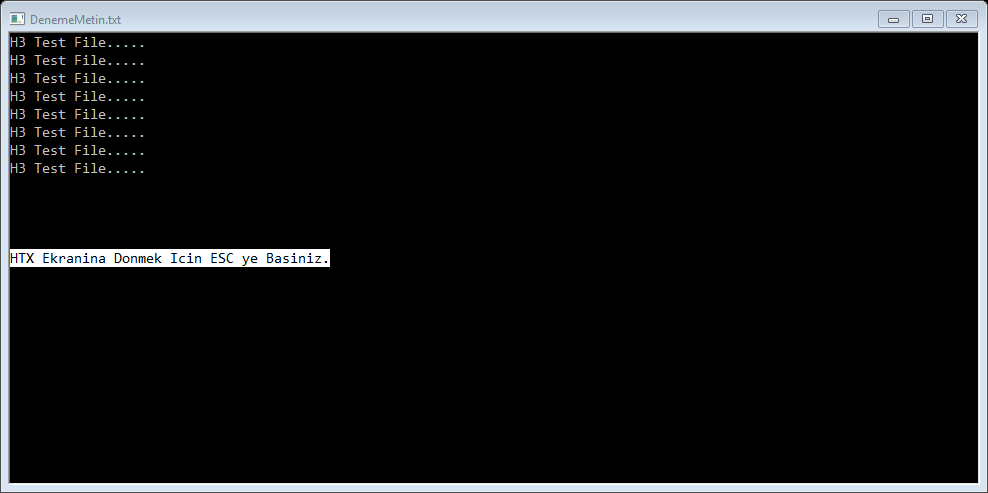 DenemeMetin.txt
H3 Test File.....
H3 Test File.....
H3 Test File.....
H3 Test File.....
H3 Test File.....
H3 Test File.....
H3 Test File.....
H3 Test File.....
HTX Ekranina Donmek Icin ESC ye Basiniz.